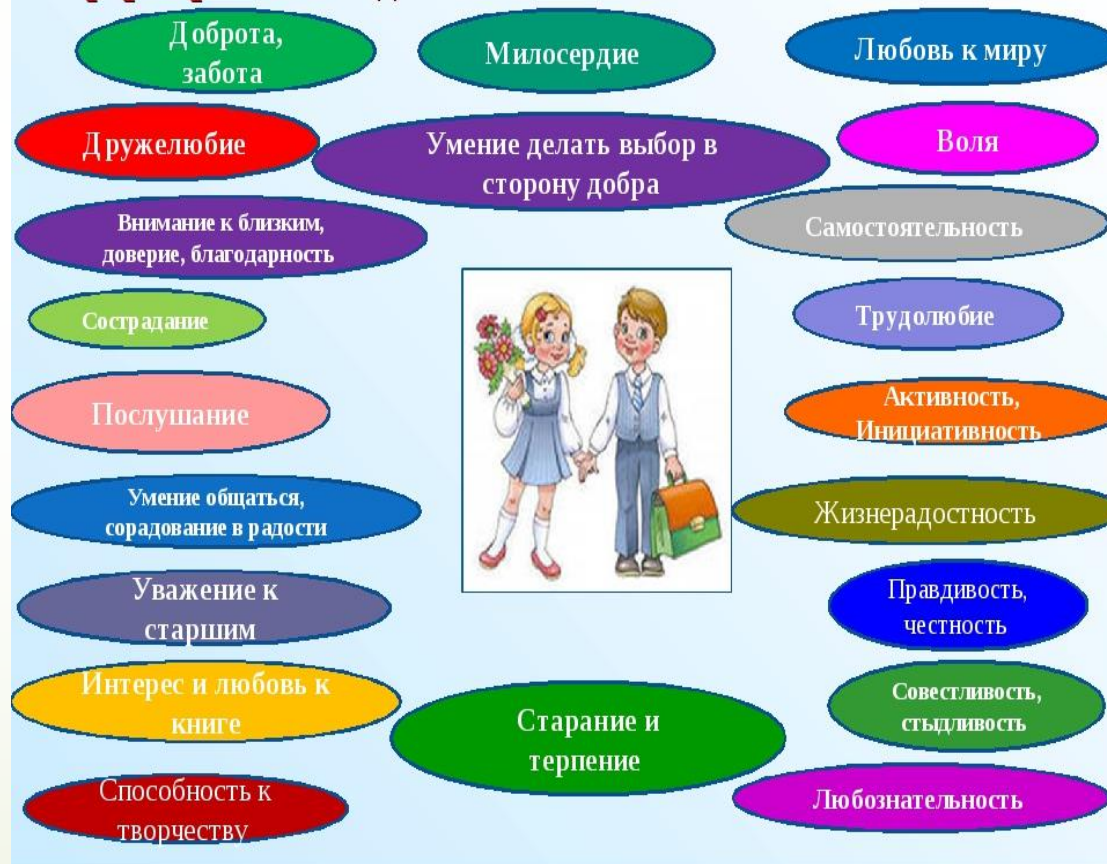 Доброта,
забота
Милосердие
Любовь к миру
Дружелюбие
Умение делать выбор в
сторону добра
Воля
Внимание к близким,
доверие, благодарность
Самостоятельность
Сострадание
Трудолюбие
Послушание
Активность,
Инициативность
Умение общаться,
сорадование в радости
Жизнерадостность
Уважение к
старшим
Правдивость,
честность
Интерес и любовь к
книге
Старание и
терпение
Совестливость,
стыдливость
Способность к
творчеству
Любознательность